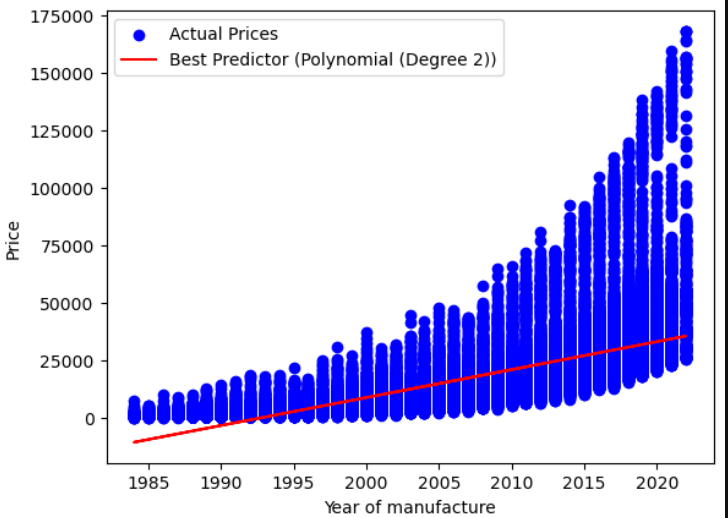 175000
150000
125000
100000
75000
50000
25000
0
Price
Actual Prices
Best Predictor (Polynomial (Degree 2))
1985 1990 1995 2000 2005 2010 2015 2020
Year of manufacture